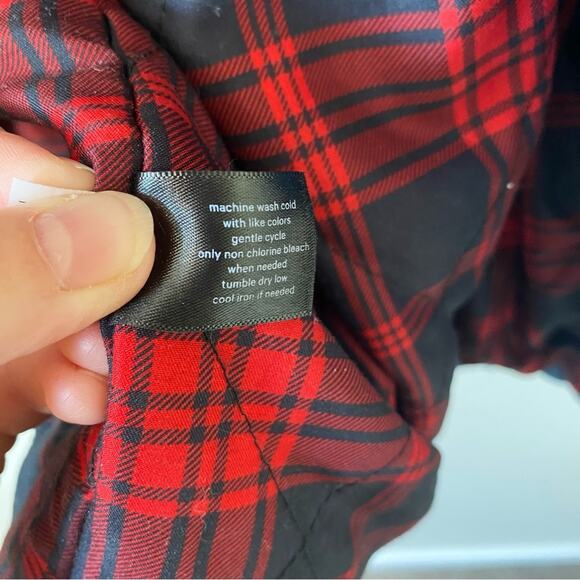 machine wash cold
with like colors
gentle cycle
only non chlorine bleach
when needed
tumble dry low
cool iron if needed